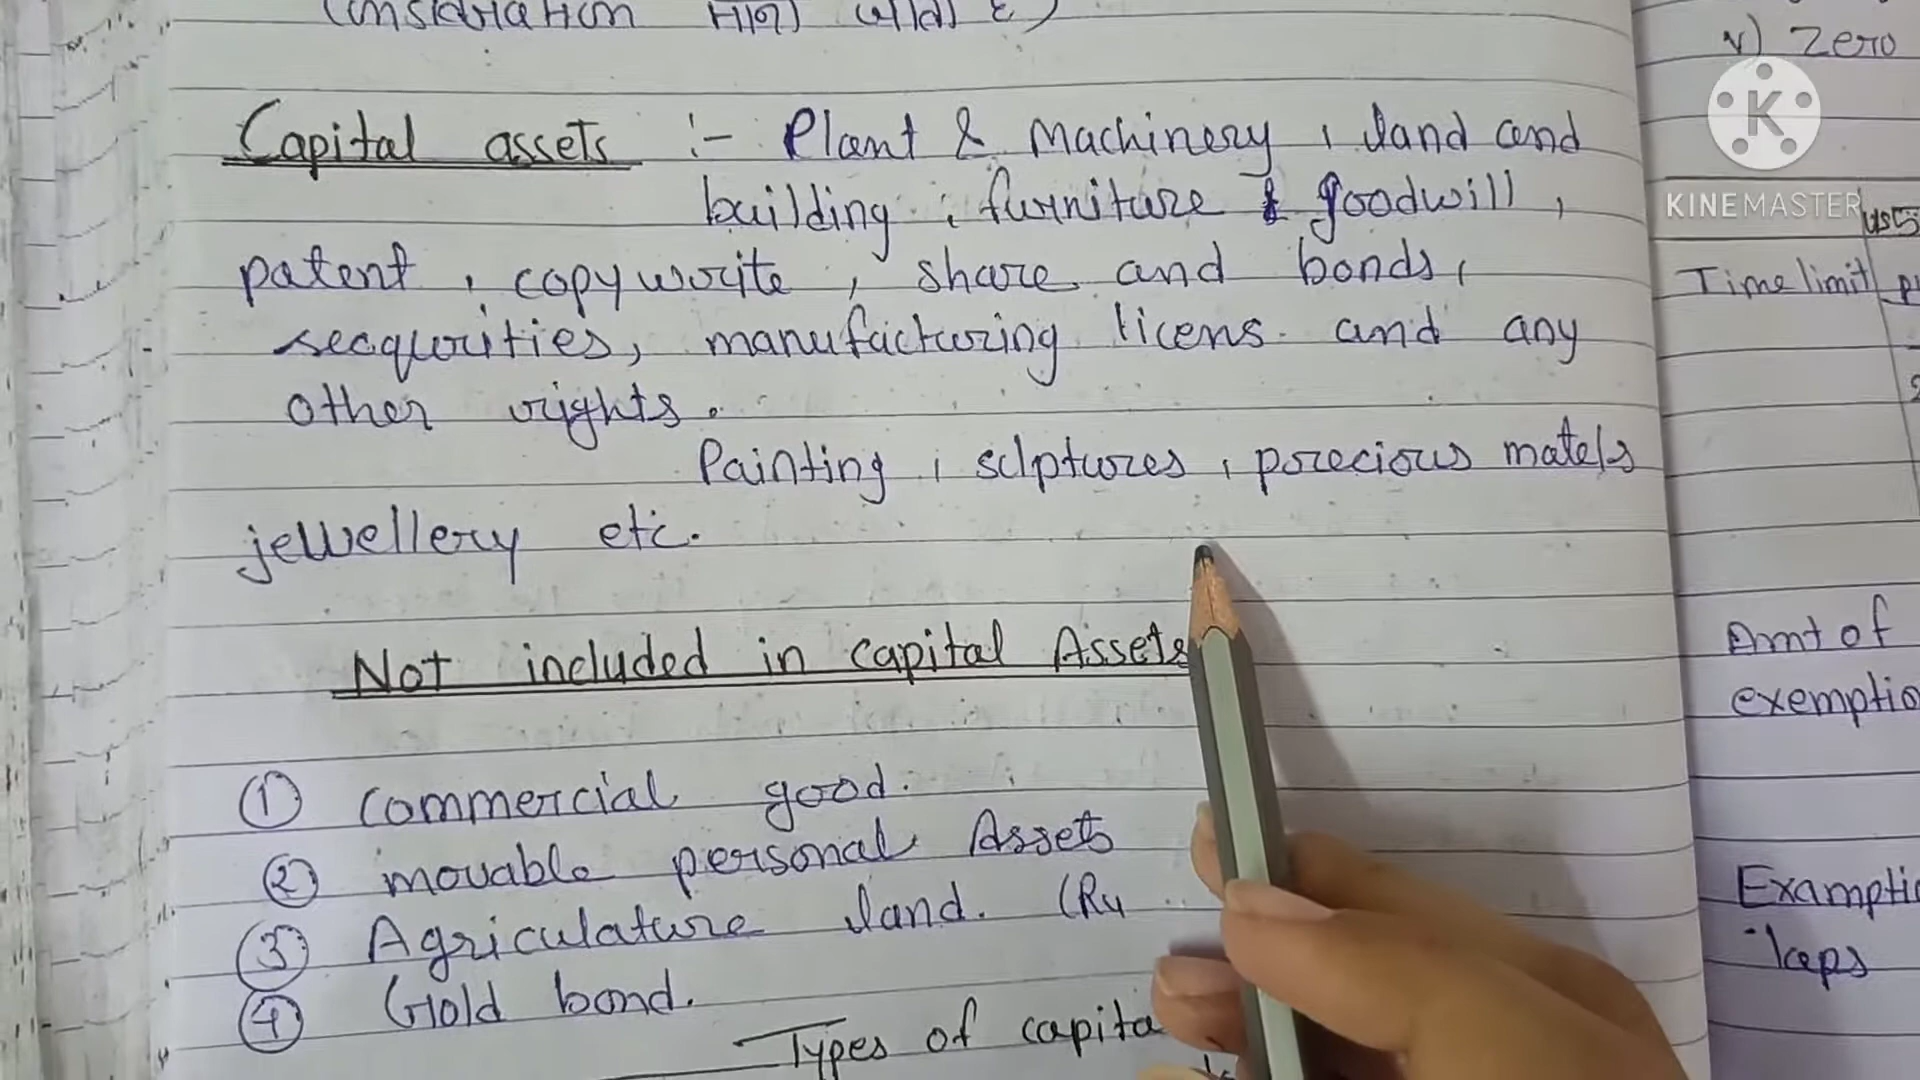 Capital assets :- Plant & Machinery, land and
building, furniture & goodwill,
patent, copywrite, share and bonds,
seaqurities, manufacturing licens. and any
other rights.
Painting, sclptures, precious matels
jewellery etc.
Not included in capital Assets
① commercial good.
② movable personal Assets
③ Agriculature land. (Ru
④ Gold bond.
Types of capita
v) Zero
KINEMASTER
Time limit
Amt of
exemptio
Examptio
laps